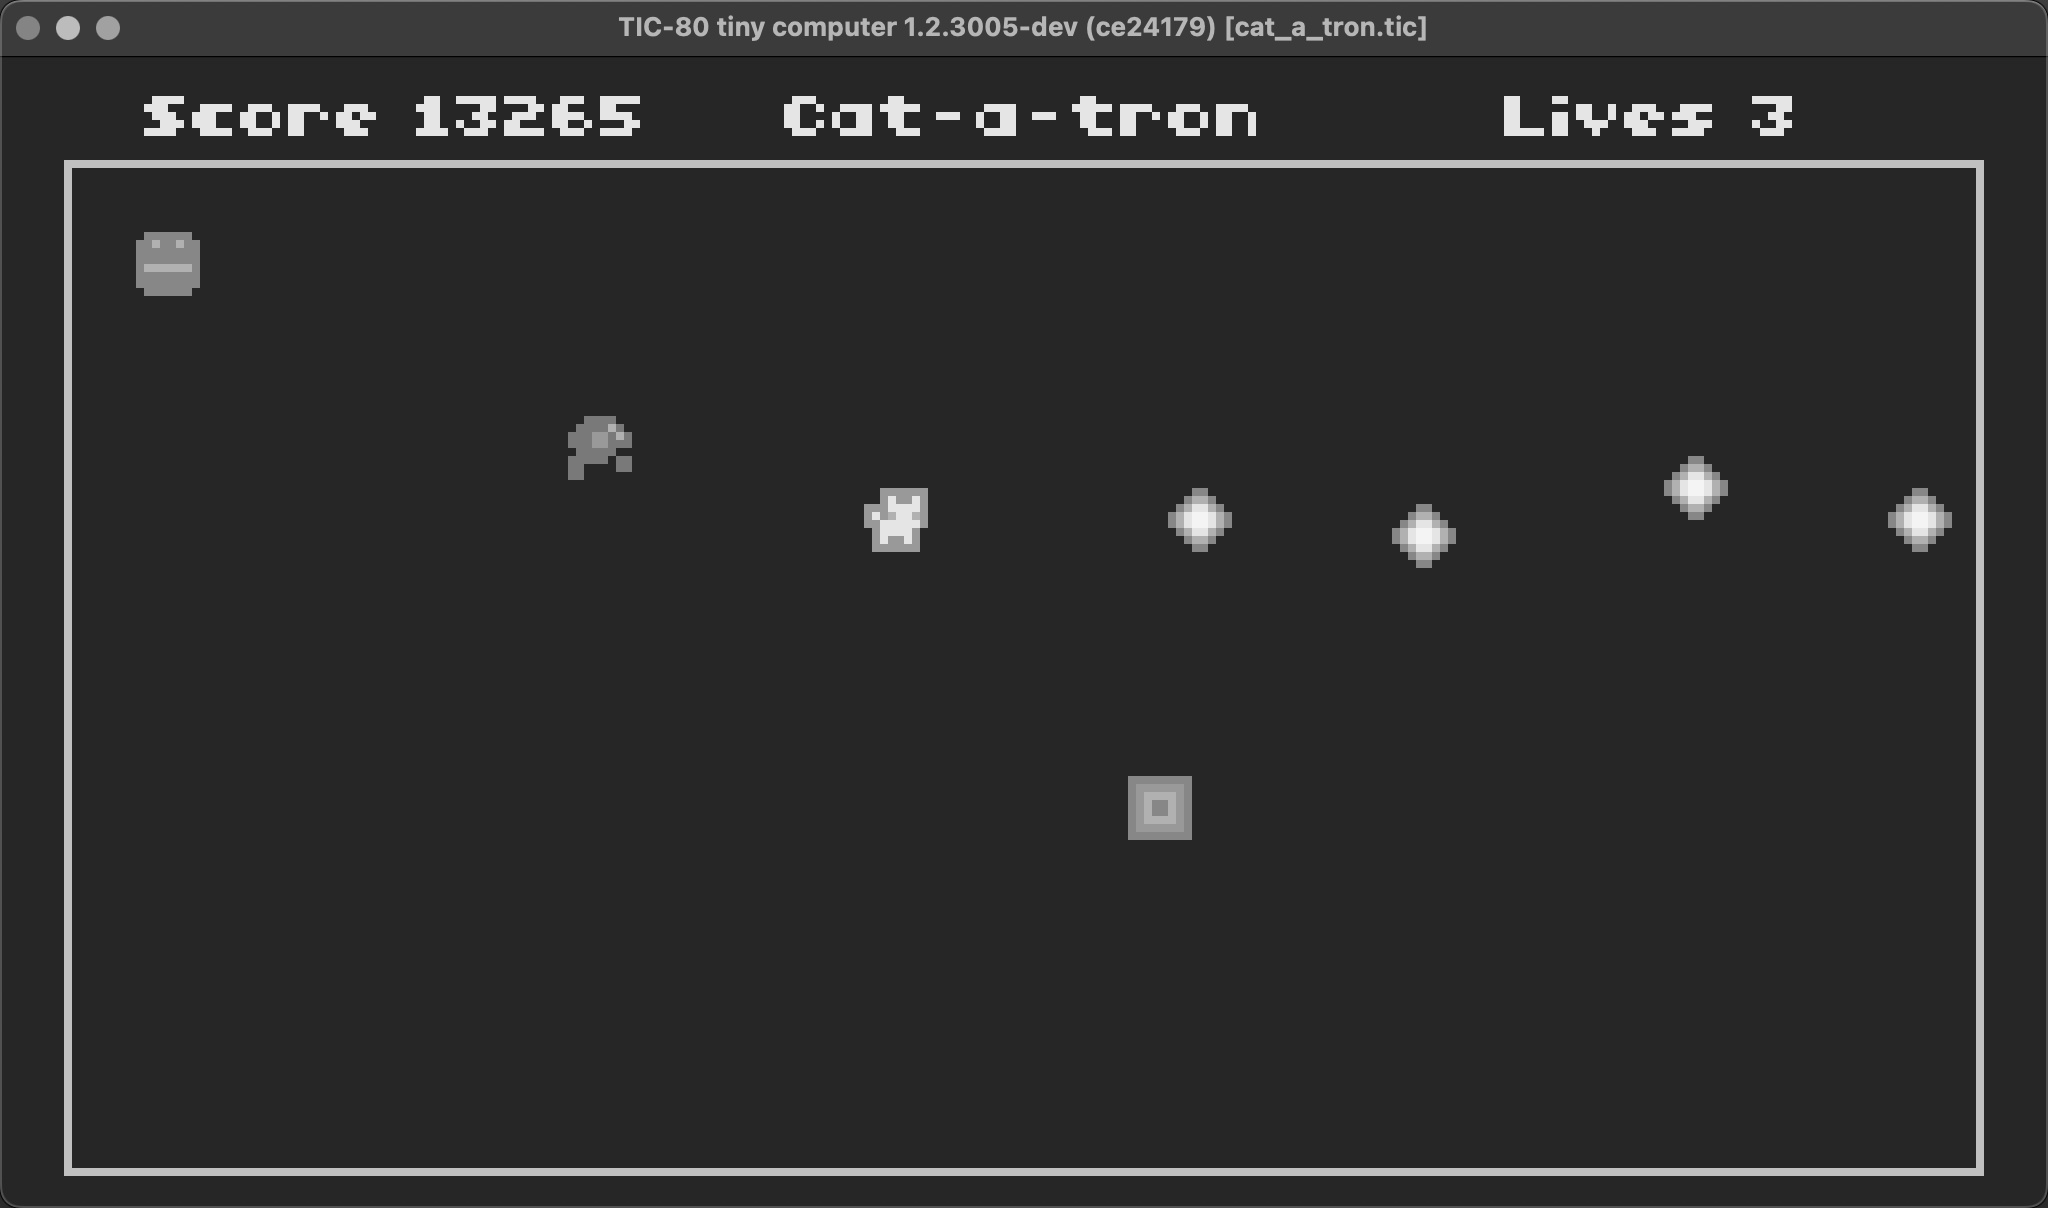 TIC-80 tiny computer 1.2.3005-dev (ce24179) [cat_a_tron.tic]
Score 13265 Cat-a-tron Lives 3